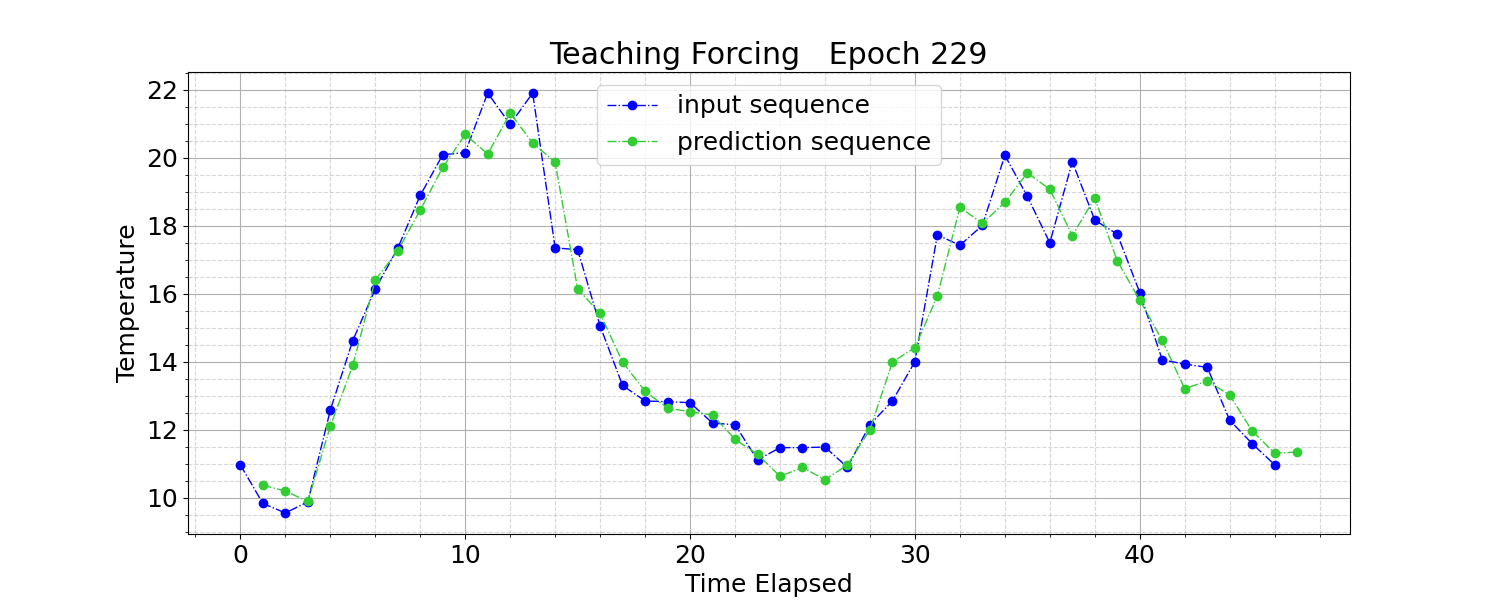 Teaching Forcing   Epoch 229
input sequence
prediction sequence
Temperature
22
20
18
16
14
12
10
0 10 20 30 40
Time Elapsed